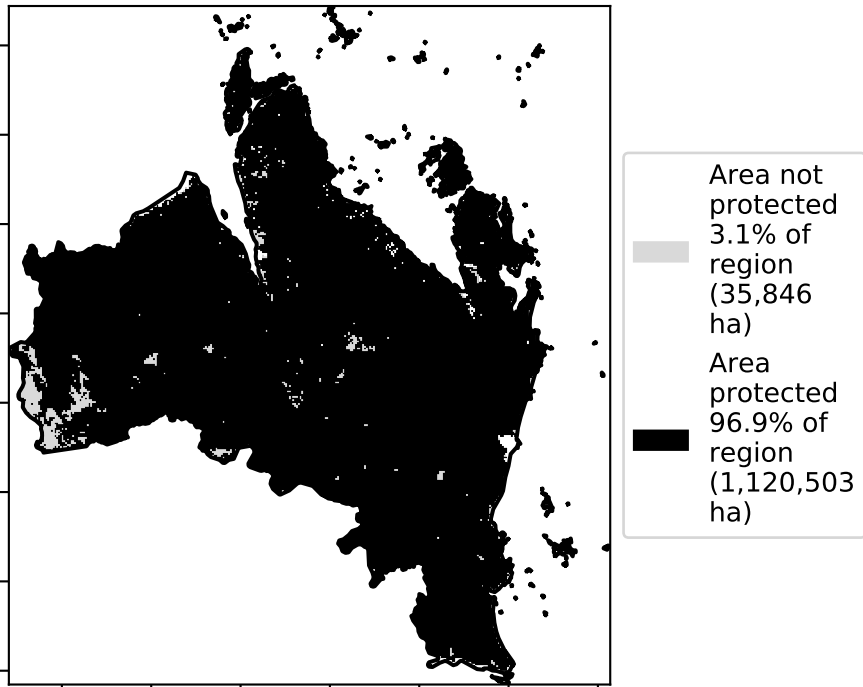 Area not
protected
3.1% of
region
(35,846
ha)
Area
protected
96.9% of
region
(1,120,503
ha)